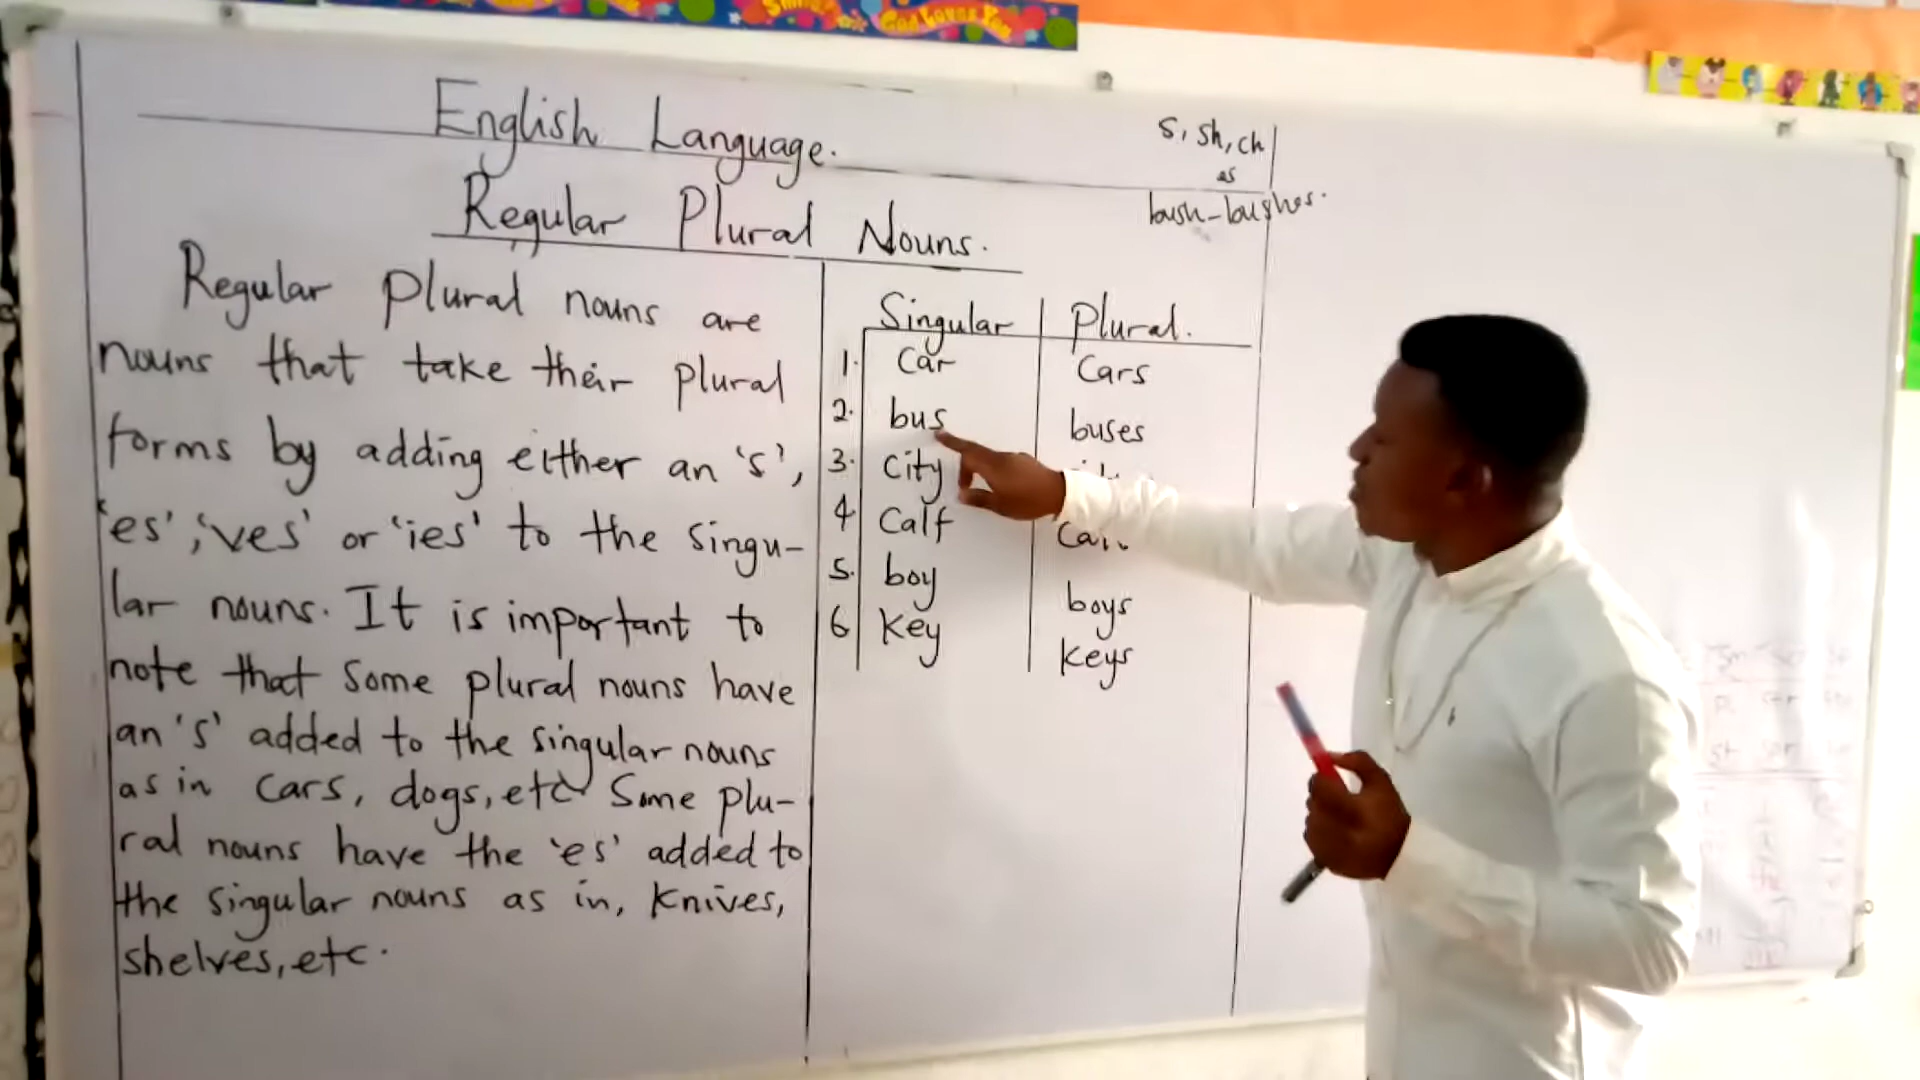 God Loves You
English Language.
s, sh, ch
as
bush - bushes.
Regular Plural Nouns.
Regular plural nouns are
nouns that take their plural
forms by adding either an 's',
'es', 'ves' or 'ies' to the singu-
lar nouns. It is important to
note that some plural nouns have
an 's' added to the singular nouns
as in cars, dogs, etc Some plu-
ral nouns have the 'es' added to
the singular nouns as in, knives,
shelves, etc.
Singular Plural.
1. Car Cars
2. bus buses
3. City
4 Calf
5. boy boys
6 Key Keys